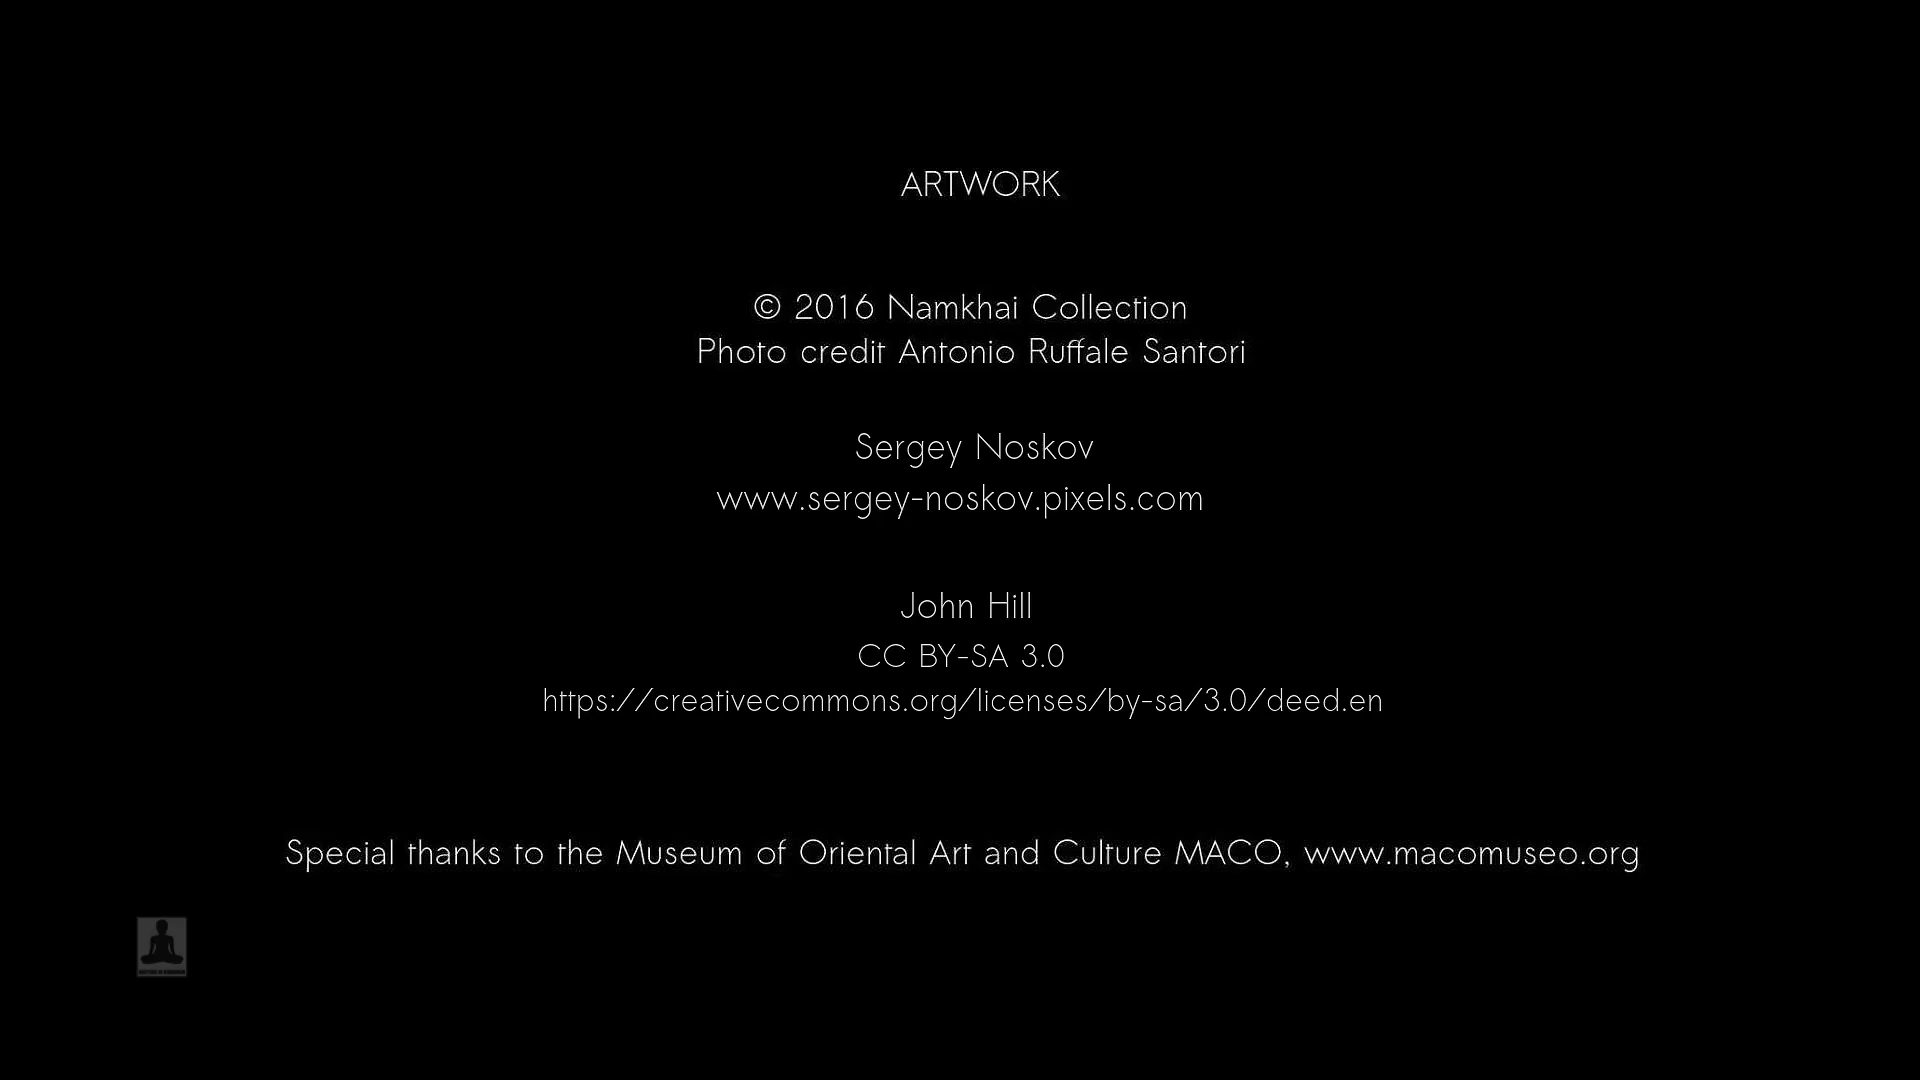 ARTWORK
© 2016 Namkhai Collection
Photo credit Antonio Ruffale Santori
Sergey Noskov
www.sergey-noskov.pixels.com
John Hill
CC BY-SA 3.0
https://creativecommons.org/licenses/by-sa/3.0/deed.en
Special thanks to the Museum of Oriental Art and Culture MACO, www.macomuseo.org